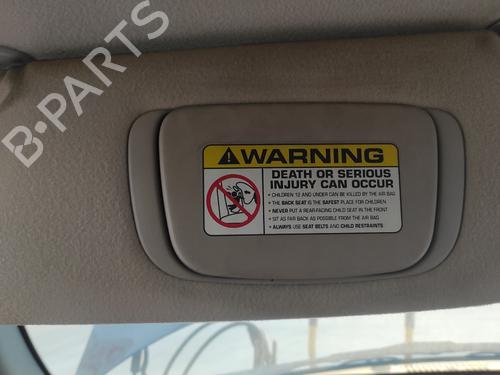 B-PARTS
WARNING
DEATH OR SERIOUS
INJURY CAN OCCUR
• CHILDREN 12 AND UNDER CAN BE KILLED BY THE AIR BAG
• THE BACK SEAT IS THE SAFEST PLACE FOR CHILDREN
• NEVER PUT A REAR-FACING CHILD SEAT IN THE FRONT
• SIT AS FAR BACK AS POSSIBLE FROM THE AIR BAG
• ALWAYS USE SEAT BELTS AND CHILD RESTRAINTS